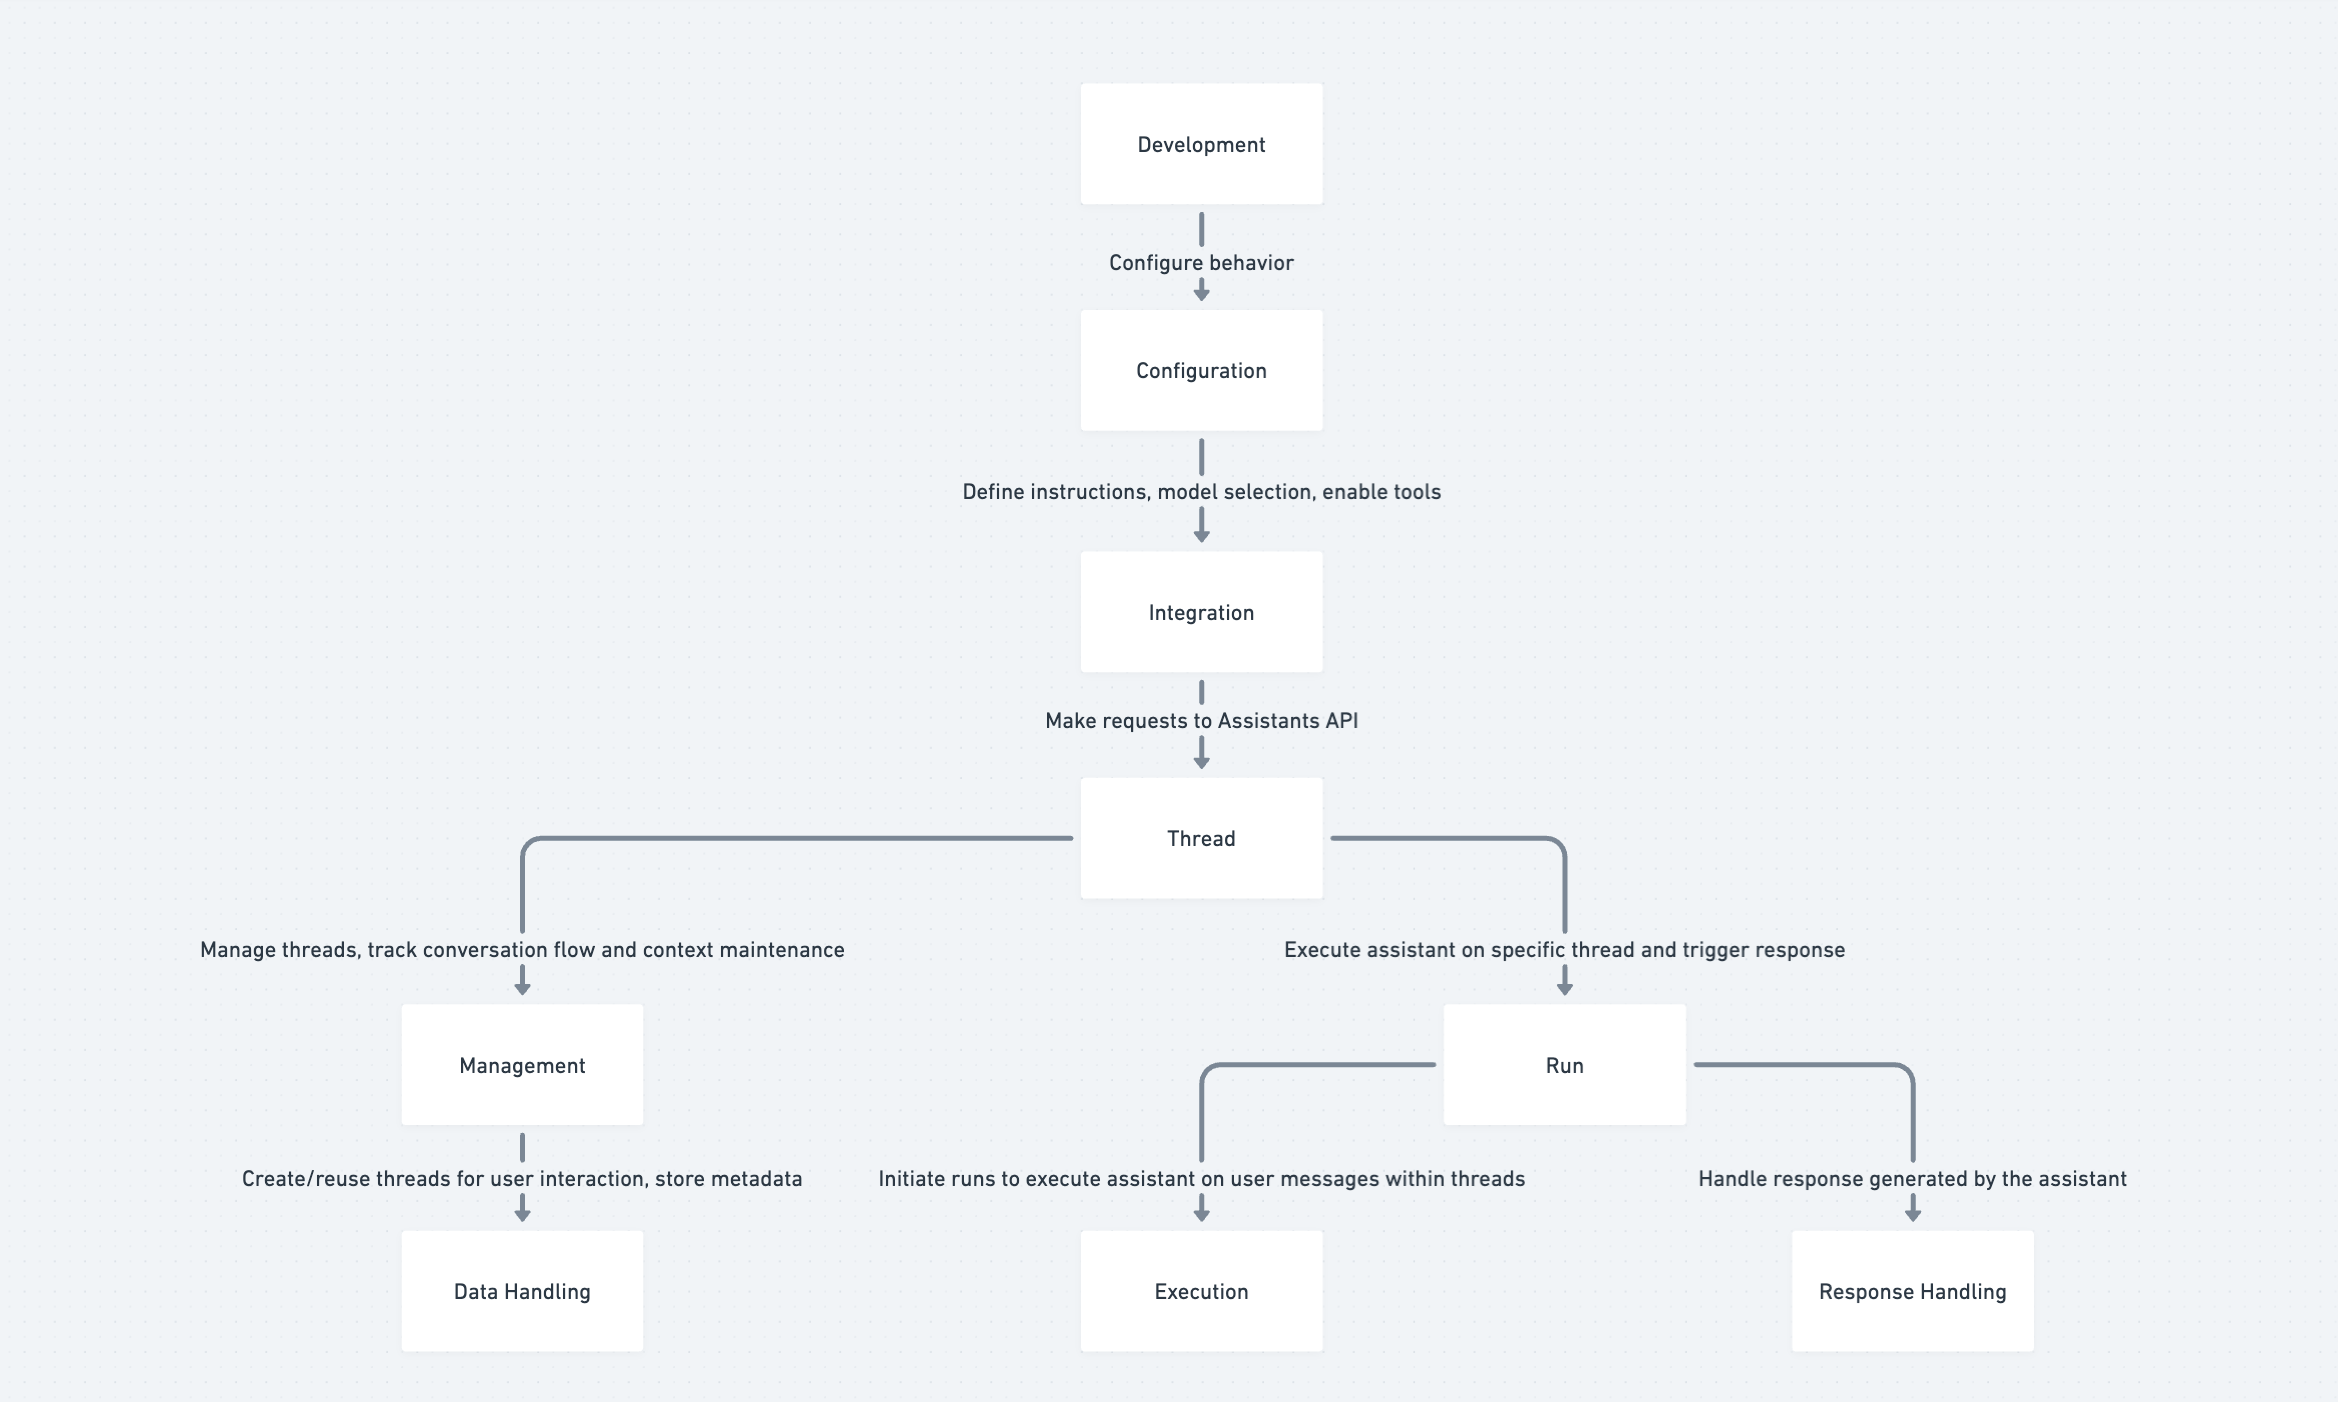 Development
Configure behavior
Configuration
Define instructions, model selection, enable tools
Integration
Make requests to Assistants API
Thread
Manage threads, track conversation flow and context maintenance
Execute assistant on specific thread and trigger response
Management
Run
Create/reuse threads for user interaction, store metadata
Initiate runs to execute assistant on user messages within threads
Handle response generated by the assistant
Data Handling
Execution
Response Handling